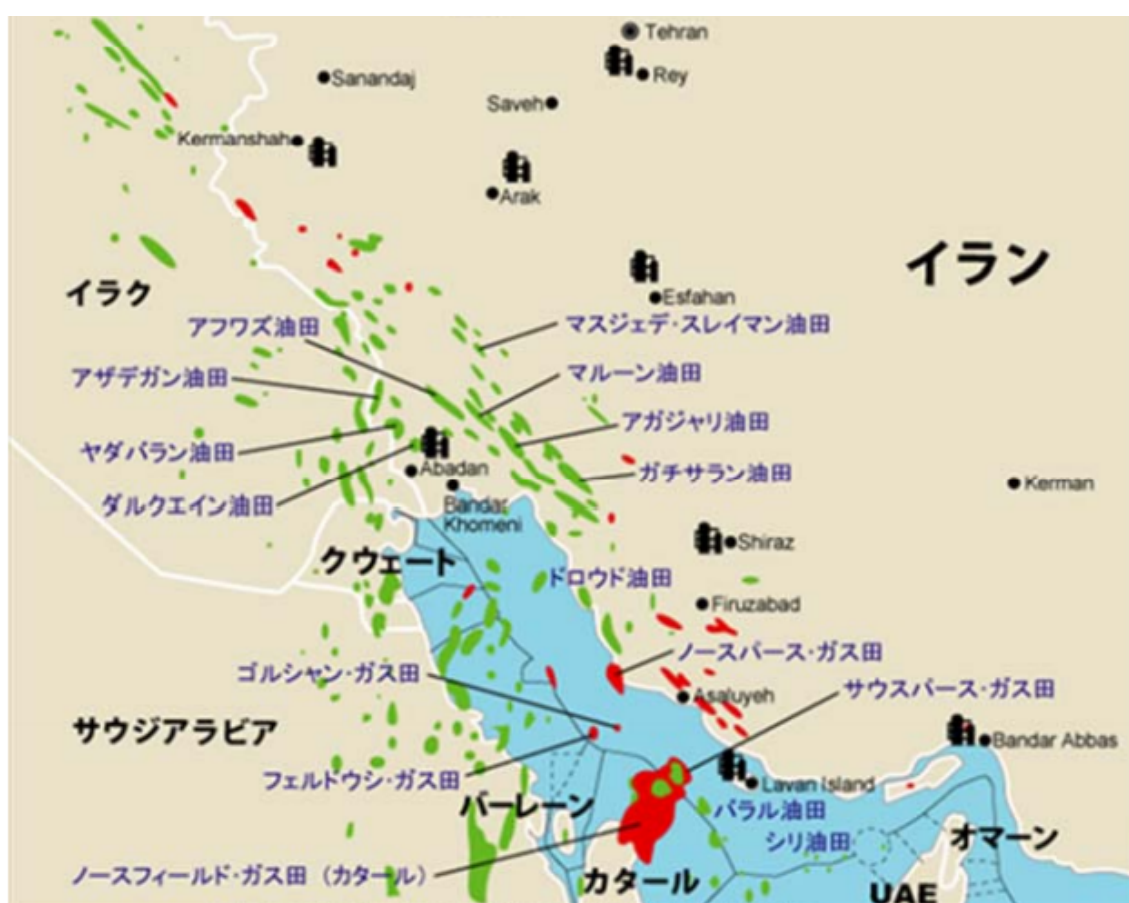 Tehran
Rey
Sanandaj
Saveh
Kermanshah
Arak
イラン
イラク
Esfahan
アフワズ油田
マスジェデ・スレイマン油田
アザデガン油田
マルーン油田
アガジャリ油田
ヤダバラン油田
Abadan
ガチサラン油田
Kerman
ダルクエイン油田
Bandar
Khomeni
Shiraz
クウェート
ドロウド油田
Firuzabad
ノースパース・ガス田
ゴルシャン・ガス田
サウスパース・ガス田
Asaluyeh
サウジアラビア
Bandar Abbas
フェルドウシ・ガス田
Lavan Island
バーレーン
バラル油田
シリ油田
オマーン
ノースフィールド・ガス田（カタール）
カタール
UAE